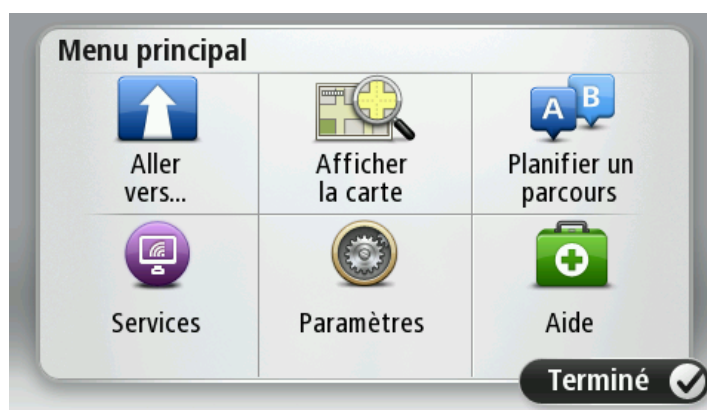 Menu principal
A B
Aller
vers...
Afficher
la carte
Planifier un
parcours
Services
Paramètres
Aide
Terminé